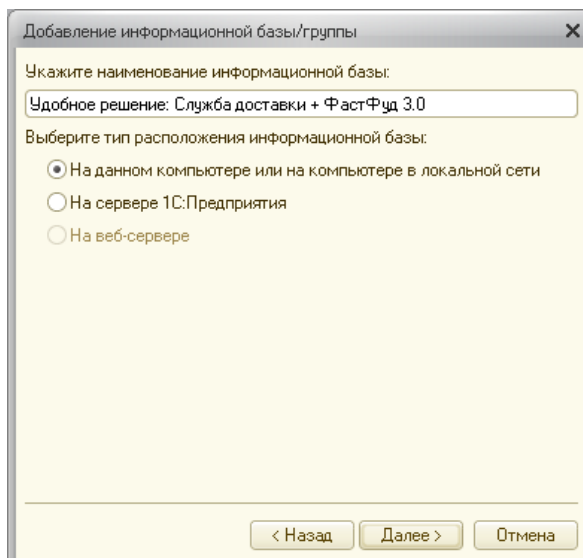 Добавление информационной базы/группы
Укажите наименование информационной базы:
Удобное решение: Служба доставки + ФастФуд 3.0
Выберите тип расположения информационной базы:
На данном компьютере или на компьютере в локальной сети
На сервере 1С:Предприятия
На веб-сервере
< Назад Далее > Отмена